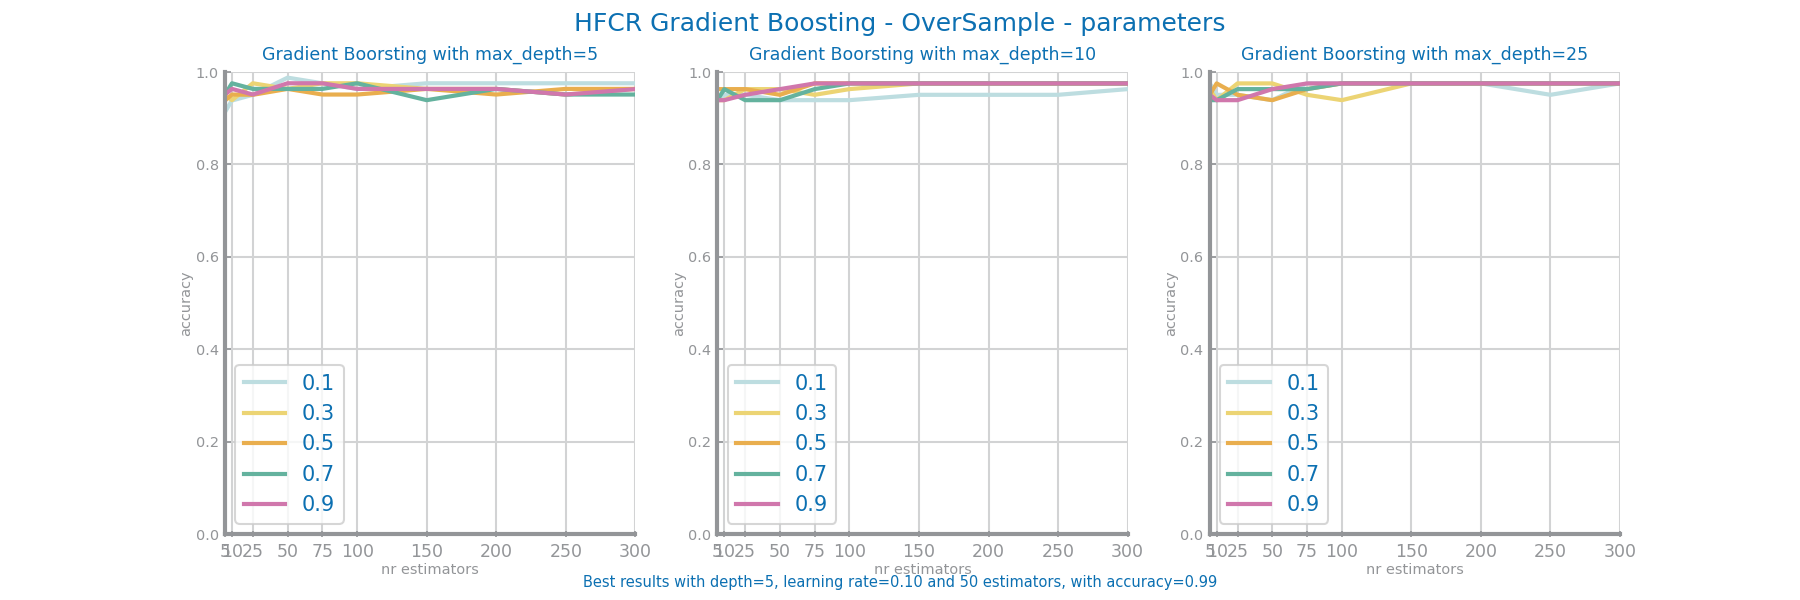 HFCR Gradient Boosting - OverSample - parameters
Gradient Boorsting with max_depth=5
1.0
0.8
0.6
0.4
0.2
0.0
accuracy
0.1
0.3
0.5
0.7
0.9
5 10 25 50 75 100 150 200 250 300
nr estimators
Gradient Boorsting with max_depth=10
1.0
0.8
0.6
0.4
0.2
0.0
accuracy
0.1
0.3
0.5
0.7
0.9
5 10 25 50 75 100 150 200 250 300
nr estimators
Gradient Boorsting with max_depth=25
1.0
0.8
0.6
0.4
0.2
0.0
accuracy
0.1
0.3
0.5
0.7
0.9
5 10 25 50 75 100 150 200 250 300
nr estimators
Best results with depth=5, learning rate=0.10 and 50 estimators, with accuracy=0.99